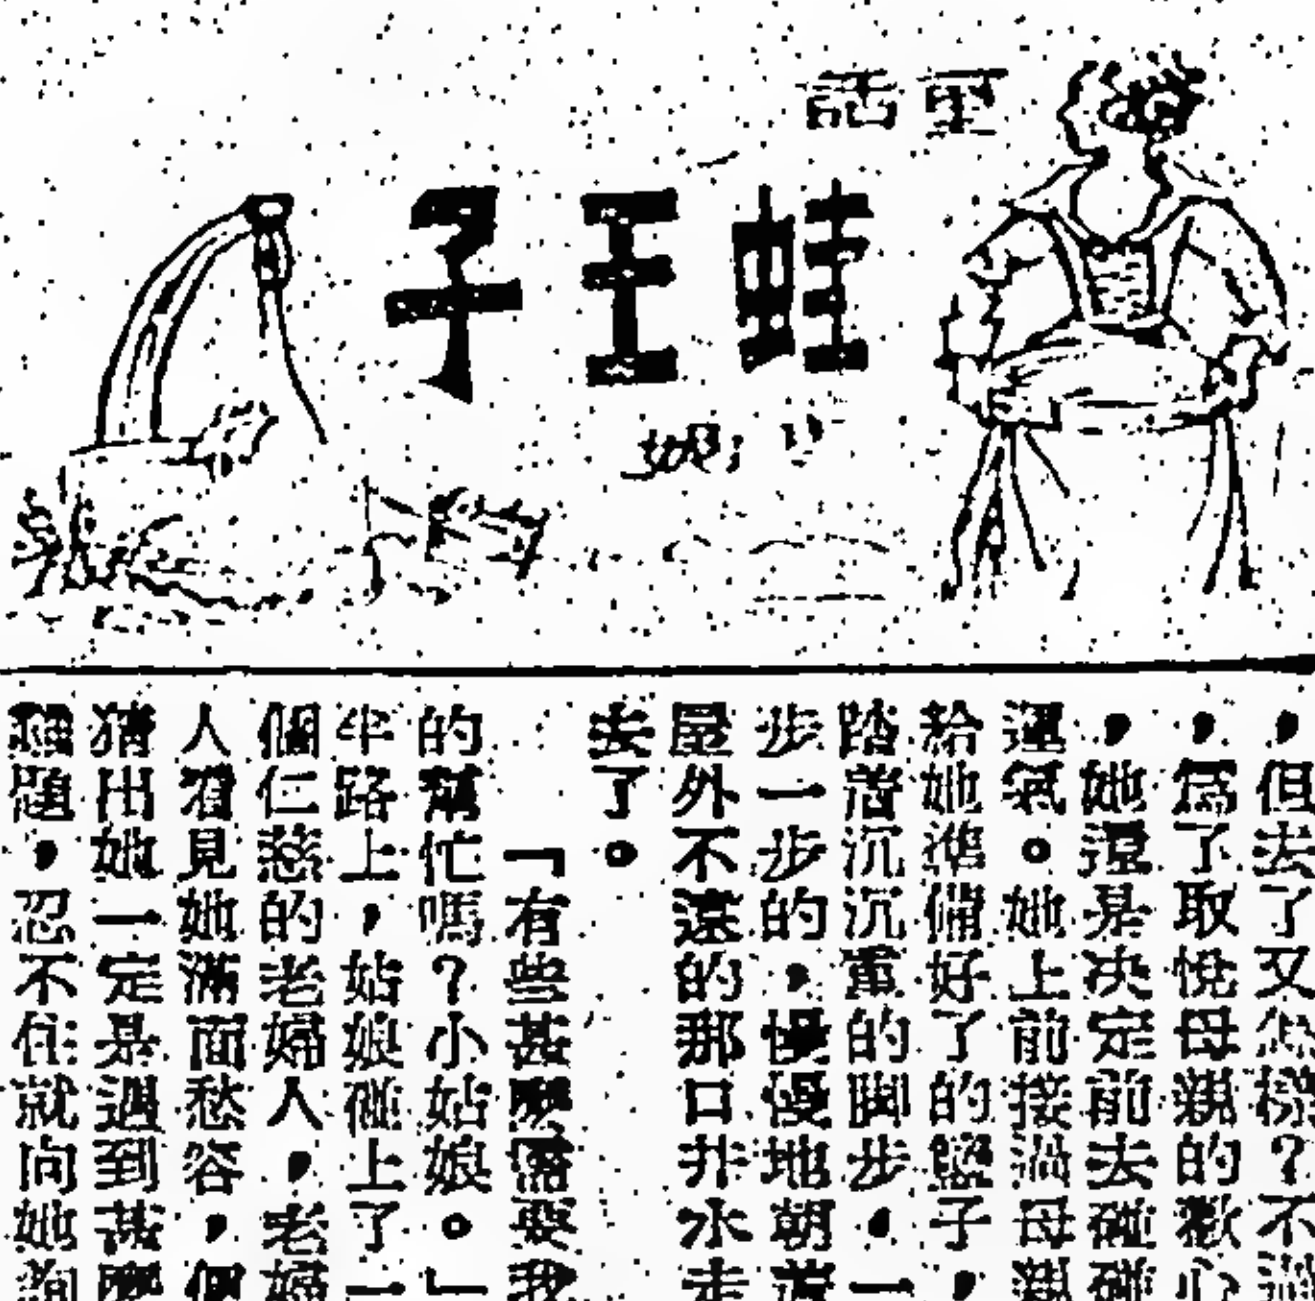 童話
蛙王子
，但去了又怎樣？不過
，為了取悅母親的歡心
，她還是決定前去碰碰
運氣。她上前接過母親
給她準備好了的籃子，
踏着沉沉重的脚步，一
步一步的，慢慢地朝着
屋外不遠的那口井水走
去了。
「有些甚麼需要我
的幫忙嗎？小姑娘。」
半路上，姑娘碰上了一
個仁慈的老婦人，老婦
人看見她滿面愁容，便
猜出她一定是遇到甚麼
難題，忍不住就向她詢